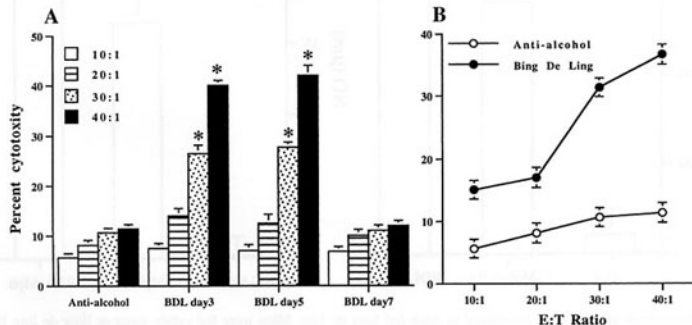 A
Percent cytotoxity
50
40
30
20
10
0
10:1
20:1
30:1
40:1
*
*
*
*
Anti-alcohol
BDL day3
BDL day5
BDL day7
B
40
30
20
10
0
Anti-alcohol
Bing De Ling
10:1
20:1
30:1
40:1
E:T Ratio